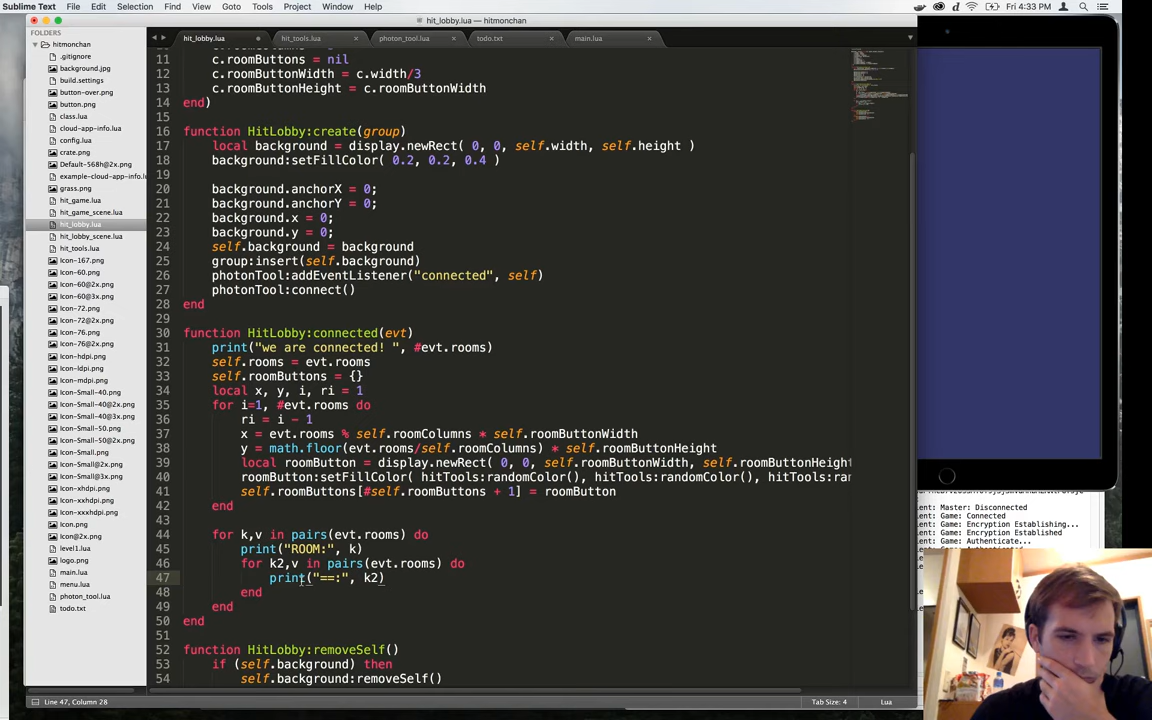 Sublime Text File Edit Selection Find View Goto Tools Project Window Help
Fri 4:33 PM
hit_lobby.lua — hitmonchan
FOLDERS
hitmonchan
.gitignore
background.jpg
build.settings
button-over.png
button.png
class.lua
cloud-app-info.lua
config.lua
crate.png
Default-568h@2x.png
example-cloud-app-info.lu
grass.png
hit_game.lua
hit_game_scene.lua
hit_lobby.lua
hit_lobby_scene.lua
hit_tools.lua
Icon-167.png
Icon-60.png
Icon-60@2x.png
Icon-60@3x.png
Icon-72.png
Icon-72@2x.png
Icon-76.png
Icon-76@2x.png
Icon-hdpi.png
Icon-ldpi.png
Icon-mdpi.png
Icon-Small-40.png
Icon-Small-40@2x.png
Icon-Small-40@3x.png
Icon-Small-50.png
Icon-Small-50@2x.png
Icon-Small.png
Icon-Small@2x.png
Icon-Small@3x.png
Icon-xhdpi.png
Icon-xxhdpi.png
Icon-xxxhdpi.png
Icon.png
Icon@2x.png
level1.lua
logo.png
main.lua
menu.lua
photon_tool.lua
todo.txt
hit_lobby.lua hit_tools.lua photon_tool.lua todo.txt main.lua
11 c.roomButtons = nil
12 c.roomButtonWidth = c.width/3
13 c.roomButtonHeight = c.roomButtonWidth
14 end)
15
16 function HitLobby:create(group)
17 local background = display.newRect( 0, 0, self.width, self.height )
18 background:setFillColor( 0.2, 0.2, 0.4 )
19
20 background.anchorX = 0;
21 background.anchorY = 0;
22 background.x = 0;
23 background.y = 0;
24 self.background = background
25 group:insert(self.background)
26 photonTool:addEventListener("connected", self)
27 photonTool:connect()
28 end
29
30 function HitLobby:connected(evt)
31 print("we are connected! ", #evt.rooms)
32 self.rooms = evt.rooms
33 self.roomButtons = {}
34 local x, y, i, ri = 1
35 for i=1, #evt.rooms do
36 ri = i - 1
37 x = evt.rooms % self.roomColumns * self.roomButtonWidth
38 y = math.floor(evt.rooms/self.roomColumns) * self.roomButtonHeight
39 local roomButton = display.newRect( 0, 0, self.roomButtonWidth, self.roomButtonHeight
40 roomButton:setFillColor( hitTools:randomColor(), hitTools:randomColor(), hitTools:ran
41 self.roomButtons[#self.roomButtons + 1] = roomButton
42 end
43
44 for k,v in pairs(evt.rooms) do
45 print("ROOM:", k)
46 for k2,v in pairs(evt.rooms) do
47 print("==:", k2)
48 end
49 end
50 end
51
52 function HitLobby:removeSelf()
53 if (self.background) then
54 self.background:removeSelf()
Line 47, Column 28
Tab Size: 4 Lua
ent: Master: Disconnected
ent: Game: Connected
ent: Game: Encryption Establishing...
ent: Game: Encryption Established
ent: Game: Authenticate...